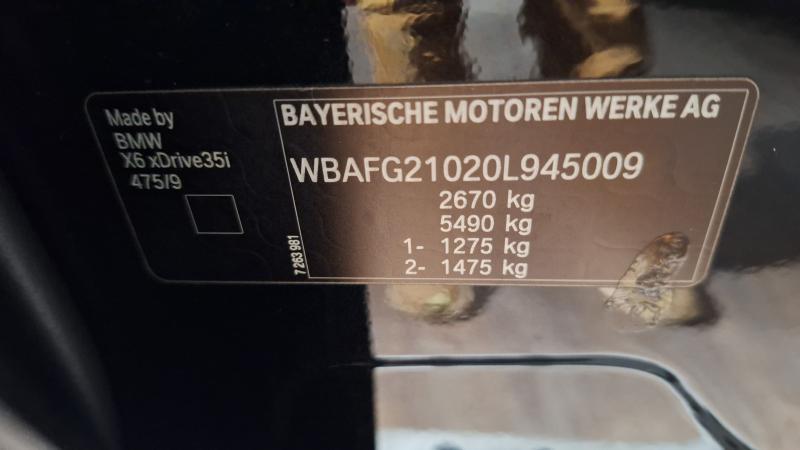 Made by
BMW
X6 xDrive35i
475/9
BAYERISCHE MOTOREN WERKE AG
WBAFG21020L945009
2670 kg
5490 kg
1- 1275 kg
2- 1475 kg
7 263 981